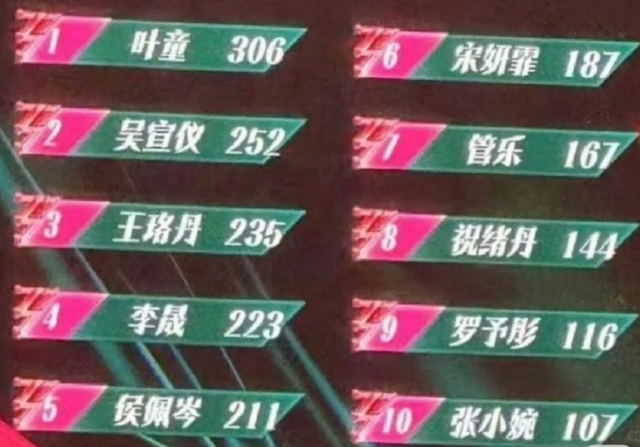 1 叶童 306
2 吴宣仪 252
3 王珞丹 235
4 李晟 223
5 侯佩岑 211
6 宋妍霏 187
7 管乐 167
8 祝绪丹 144
9 罗予彤 116
10 张小婉 107